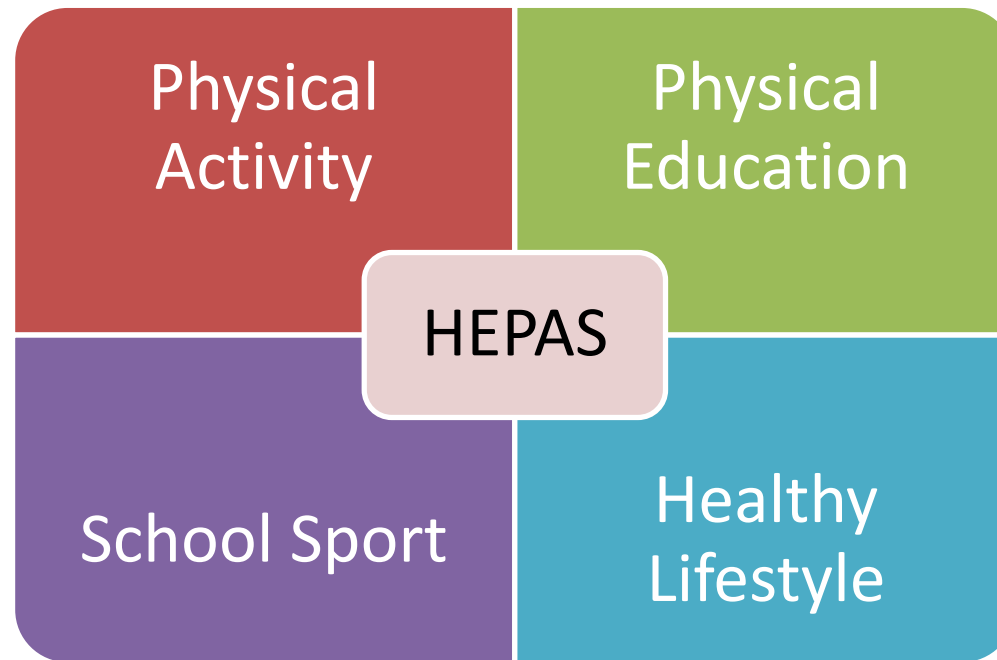 Physical
Activity
Physical
Education
HEPAS
School Sport
Healthy
Lifestyle